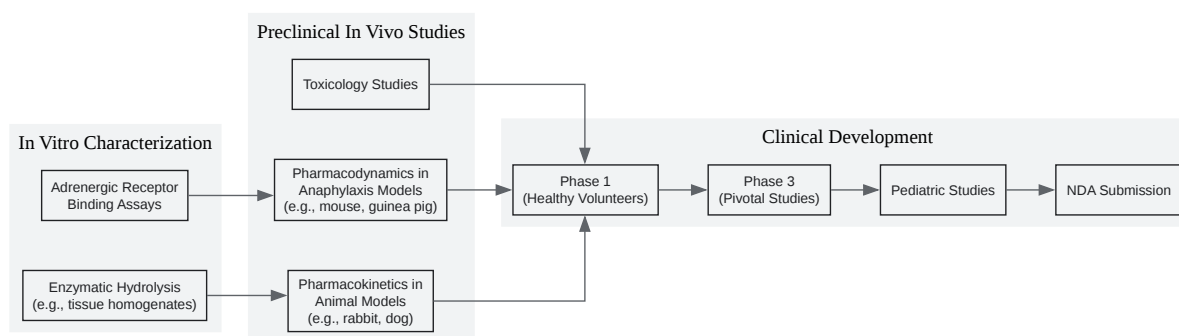 Preclinical In Vivo Studies
Toxicology Studies
In Vitro Characterization
Clinical Development
Adrenergic Receptor
Binding Assays
Pharmacodynamics in
Anaphylaxis Models
(e.g., mouse, guinea pig)
Phase 1
(Healthy Volunteers)
Phase 3
(Pivotal Studies)
Pediatric Studies
NDA Submission
Enzymatic Hydrolysis
(e.g., tissue homogenates)
Pharmacokinetics in
Animal Models
(e.g., rabbit, dog)